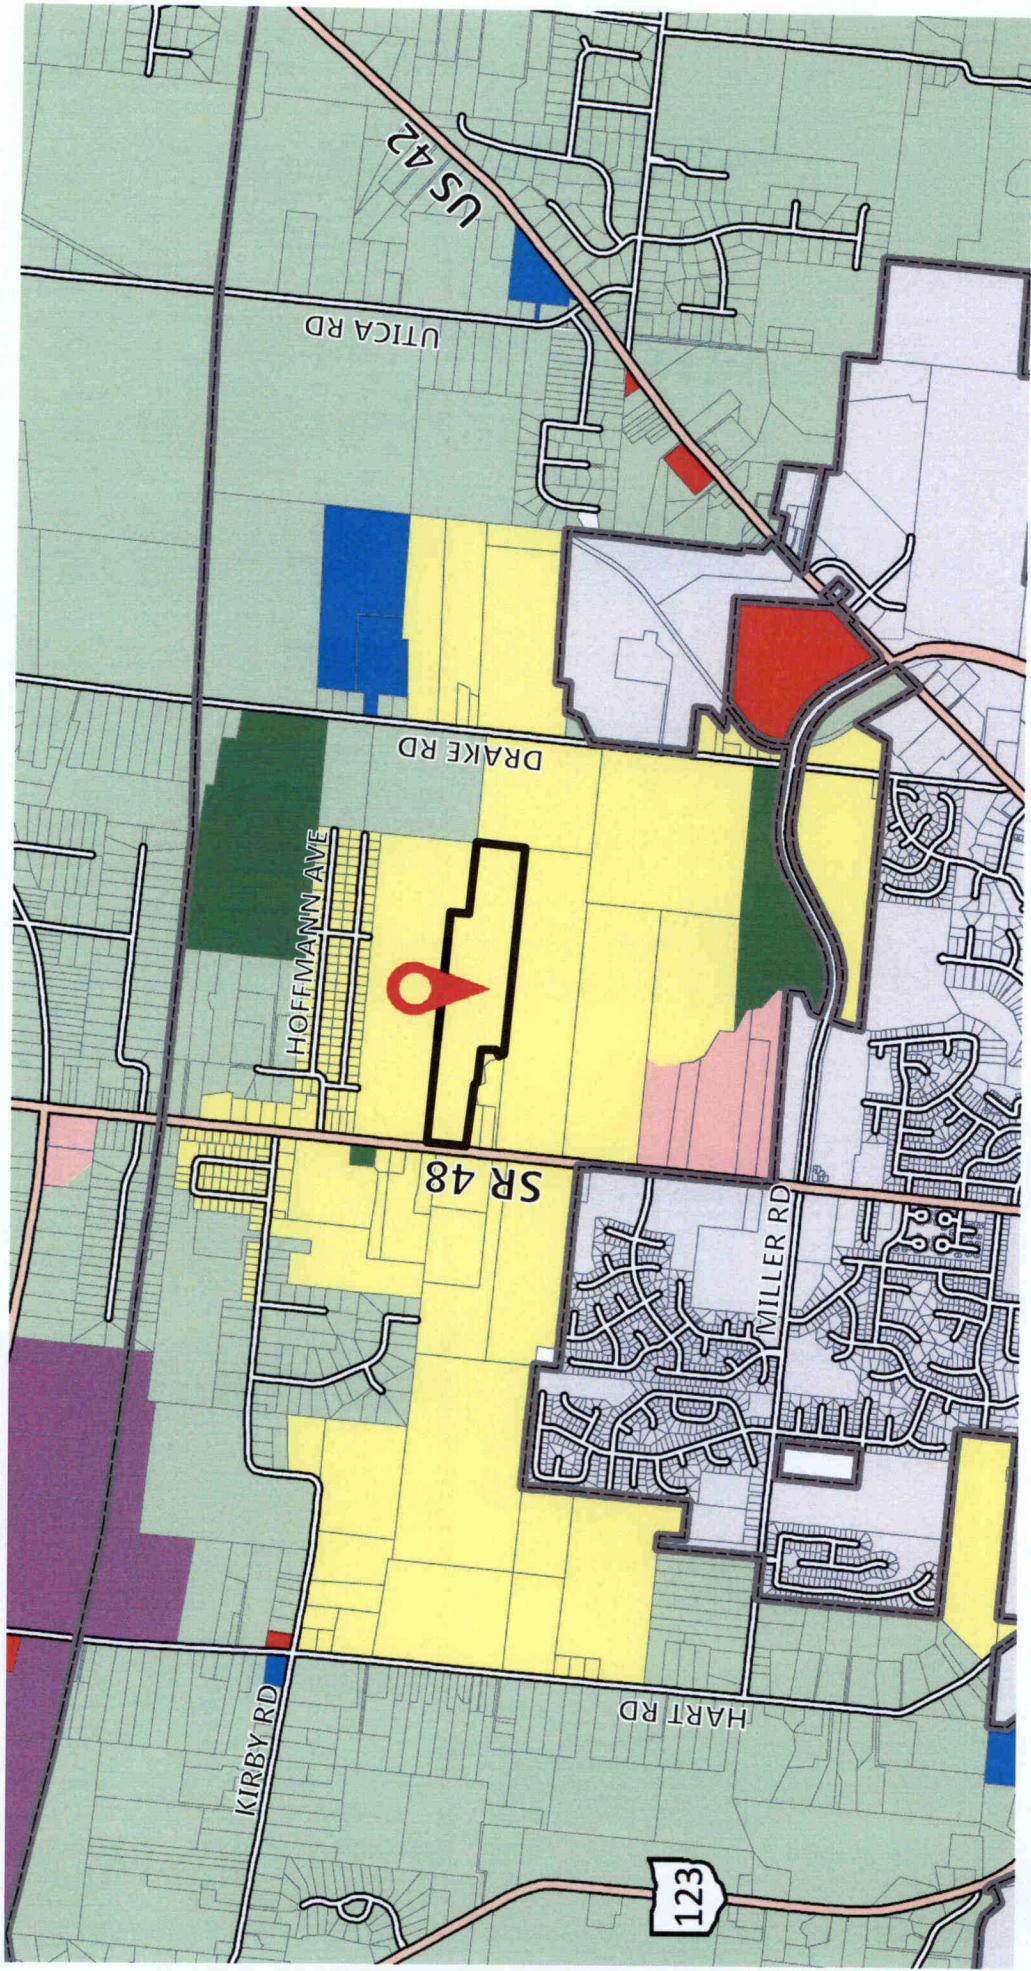 US 42
UTICA RD
DRAKE RD
HOFFMANN AVE
SR 48
MILLER RD
HART RD
KIRBY RD
123